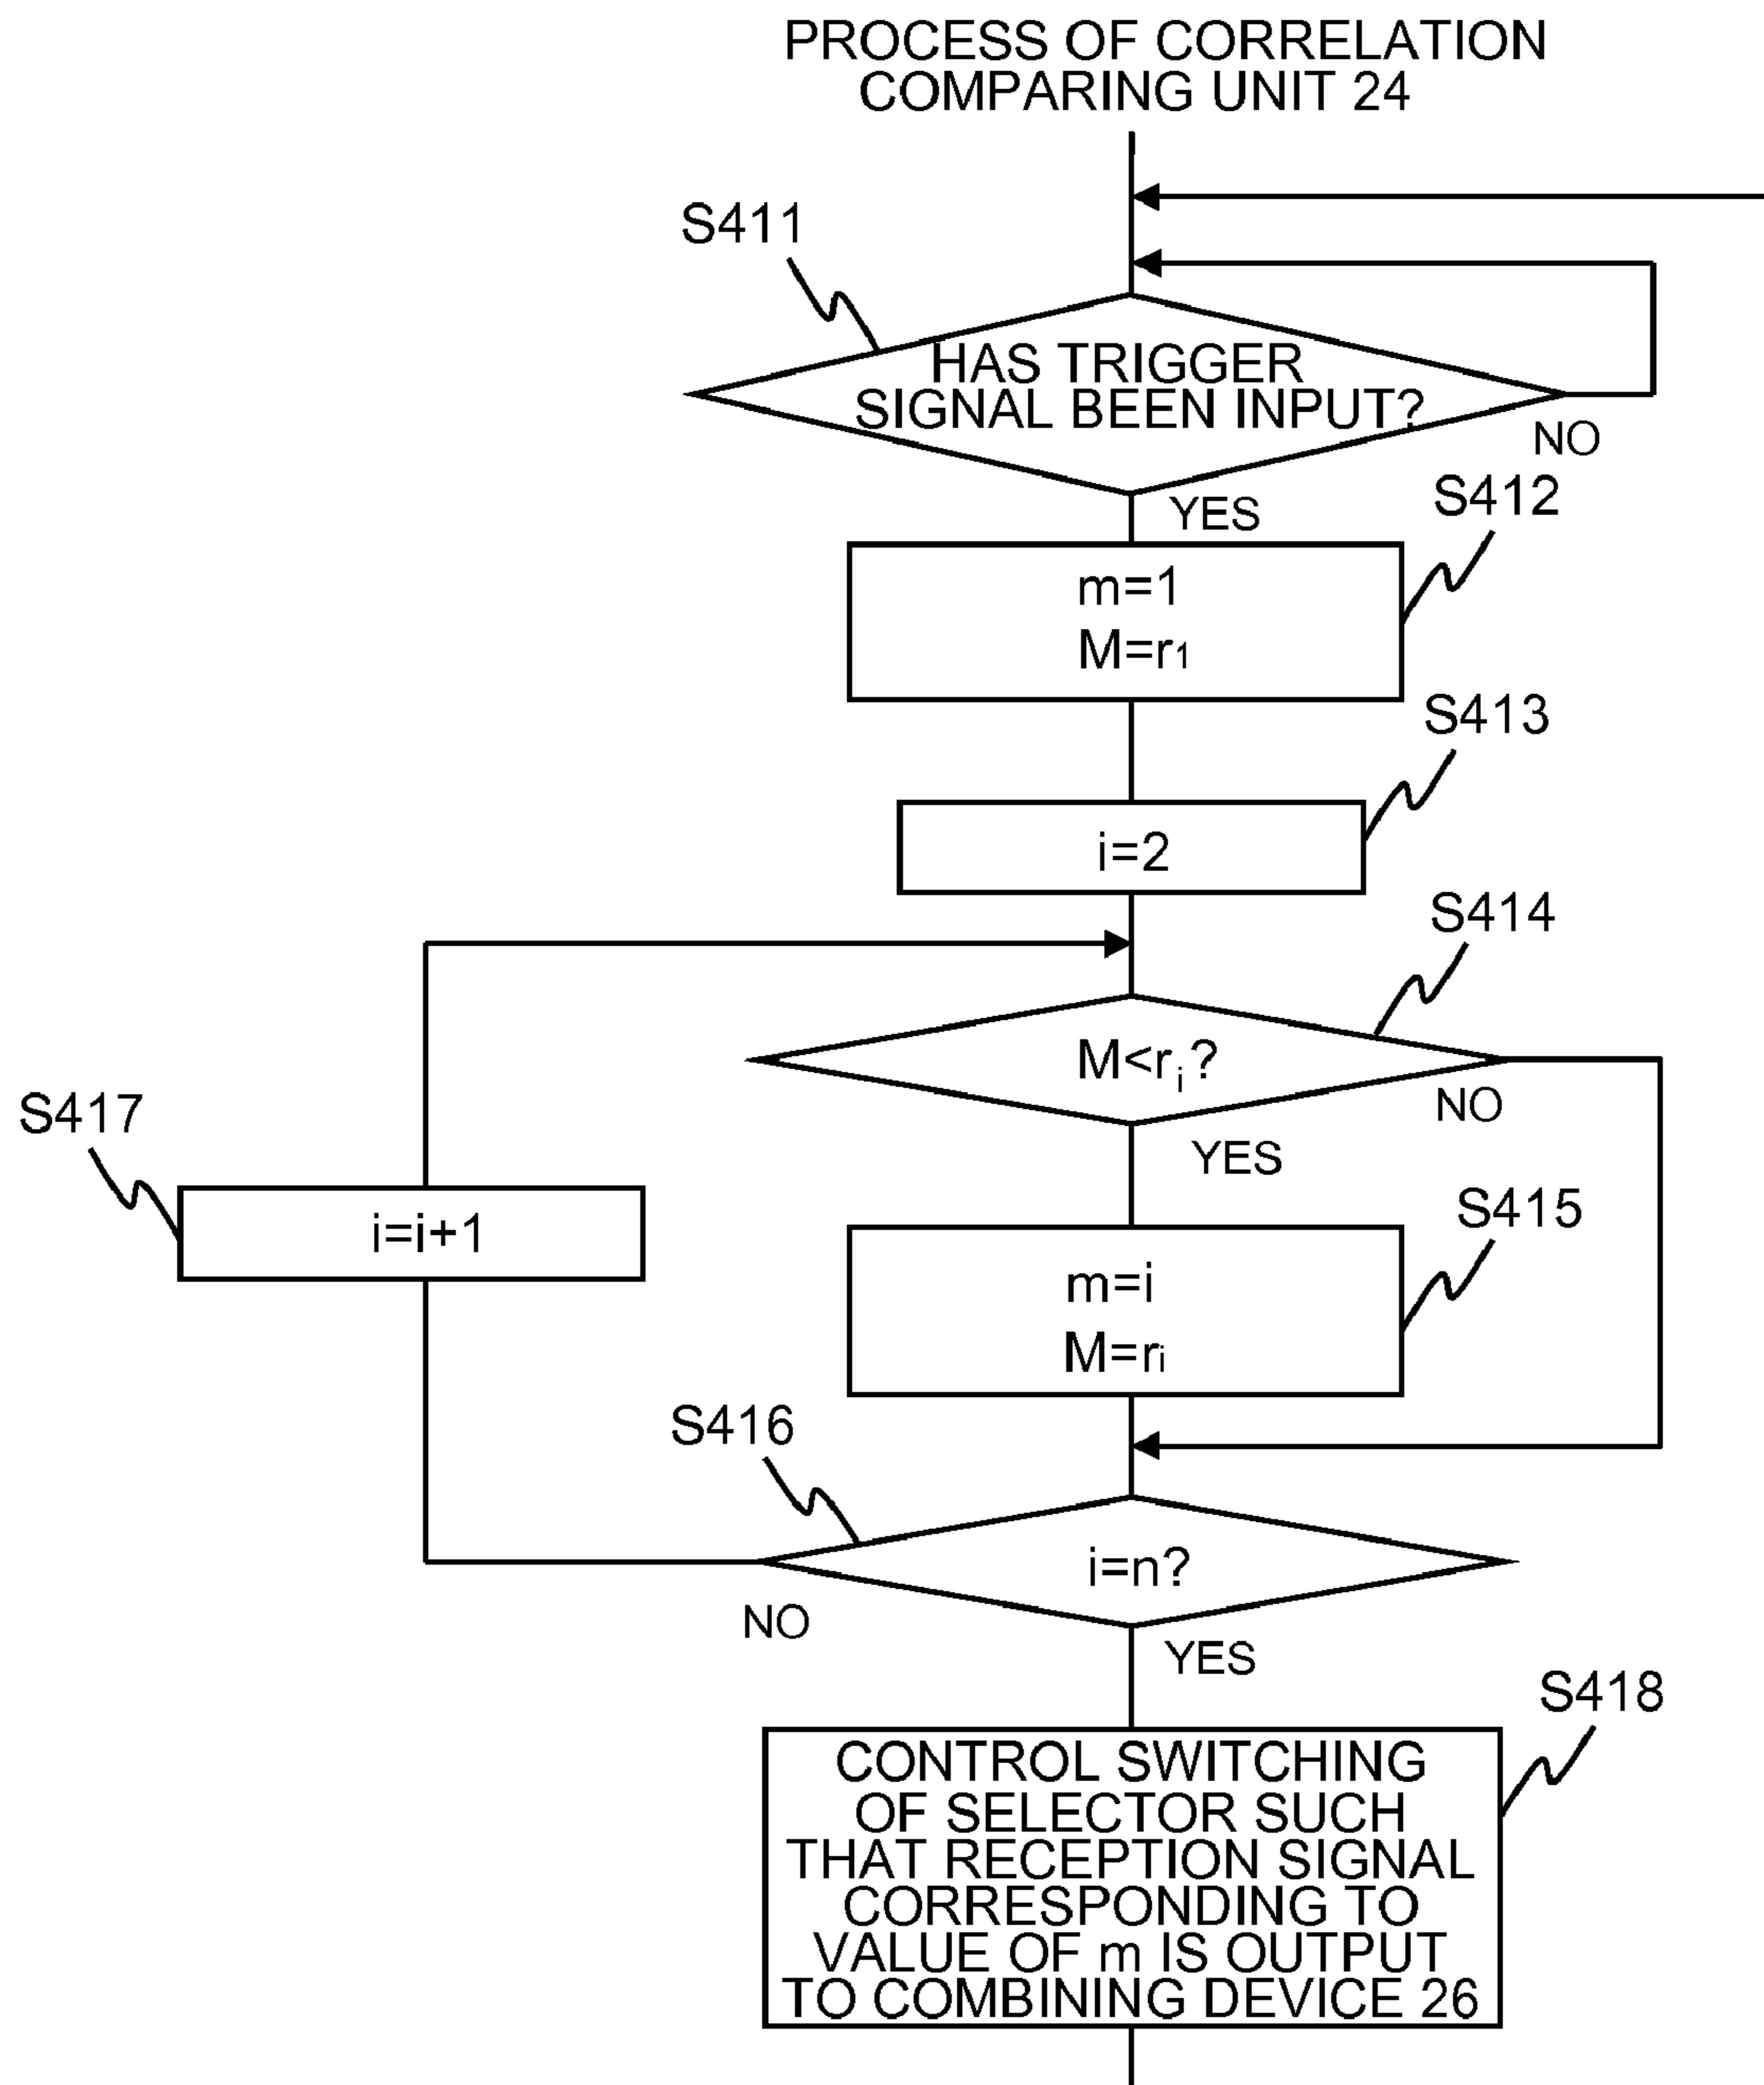 PROCESS OF CORRELATION
COMPARING UNIT 24
S411
HAS TRIGGER
SIGNAL BEEN INPUT?
NO
YES
S412
m=1
M=r1
S413
i=2
S414
M<ri?
NO
YES
S417
i=i+1
S415
m=i
M=ri
S416
i=n?
NO
YES
S418
CONTROL SWITCHING
OF SELECTOR SUCH
THAT RECEPTION SIGNAL
CORRESPONDING TO
VALUE OF m IS OUTPUT
TO COMBINING DEVICE 26